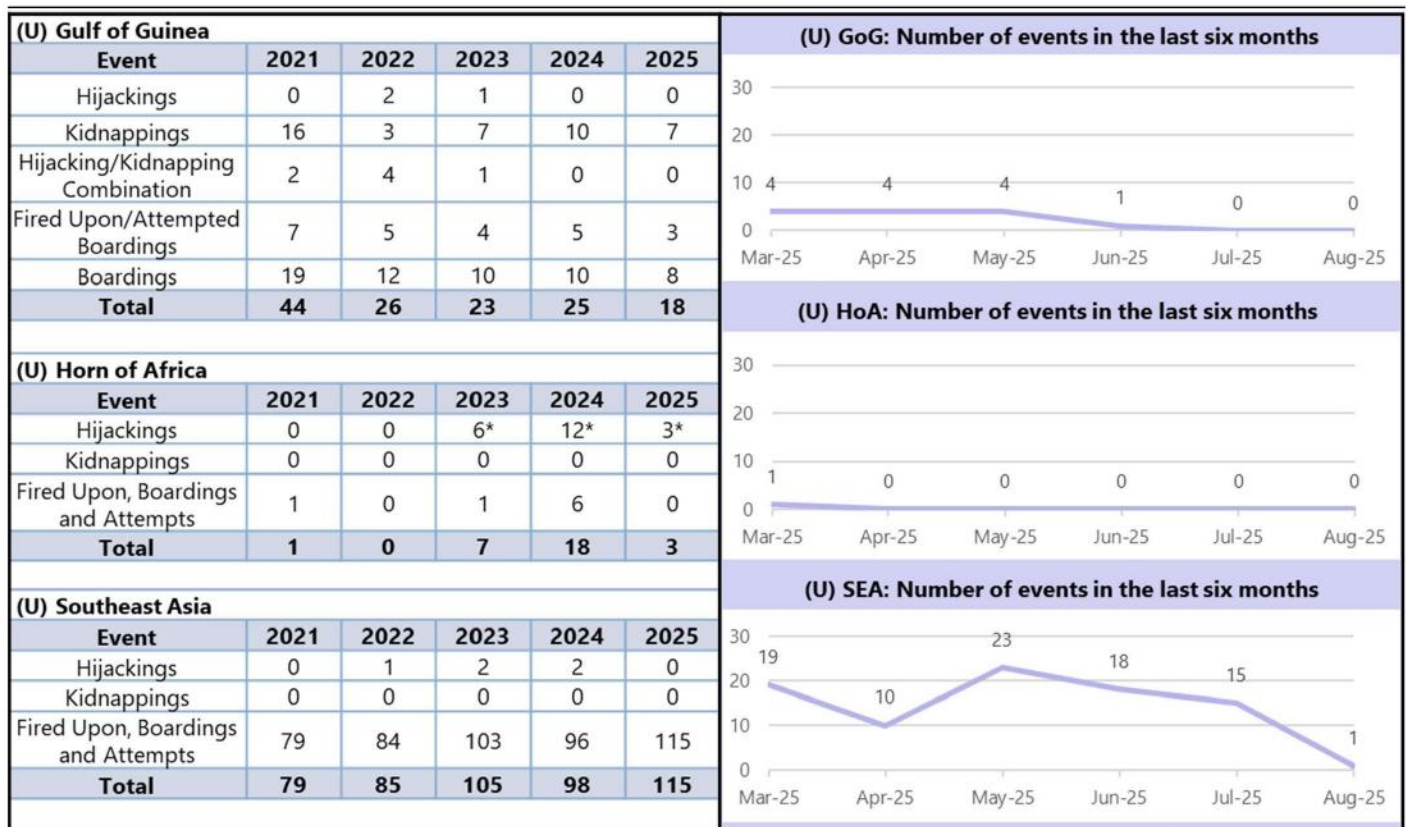 (U) Gulf of Guinea
Event 2021 2022 2023 2024 2025
Hijackings 0 2 1 0 0
Kidnappings 16 3 7 10 7
Hijacking/Kidnapping
Combination 2 4 1 0 0
Fired Upon/Attempted
Boardings 7 5 4 5 3
Boardings 19 12 10 10 8
Total 44 26 23 25 18
(U) Horn of Africa
Event 2021 2022 2023 2024 2025
Hijackings 0 0 6* 12* 3*
Kidnappings 0 0 0 0 0
Fired Upon, Boardings
and Attempts 1 0 1 6 0
Total 1 0 7 18 3
(U) Southeast Asia
Event 2021 2022 2023 2024 2025
Hijackings 0 1 2 2 0
Kidnappings 0 0 0 0 0
Fired Upon, Boardings
and Attempts 79 84 103 96 115
Total 79 85 105 98 115
(U) GoG: Number of events in the last six months
30
20
10
0
4 4 4 1 0 0
Mar-25 Apr-25 May-25 Jun-25 Jul-25 Aug-25
(U) HoA: Number of events in the last six months
30
20
10
0
1 0 0 0 0 0
Mar-25 Apr-25 May-25 Jun-25 Jul-25 Aug-25
(U) SEA: Number of events in the last six months
30
20
10
0
19 10 23 18 15 1
Mar-25 Apr-25 May-25 Jun-25 Jul-25 Aug-25